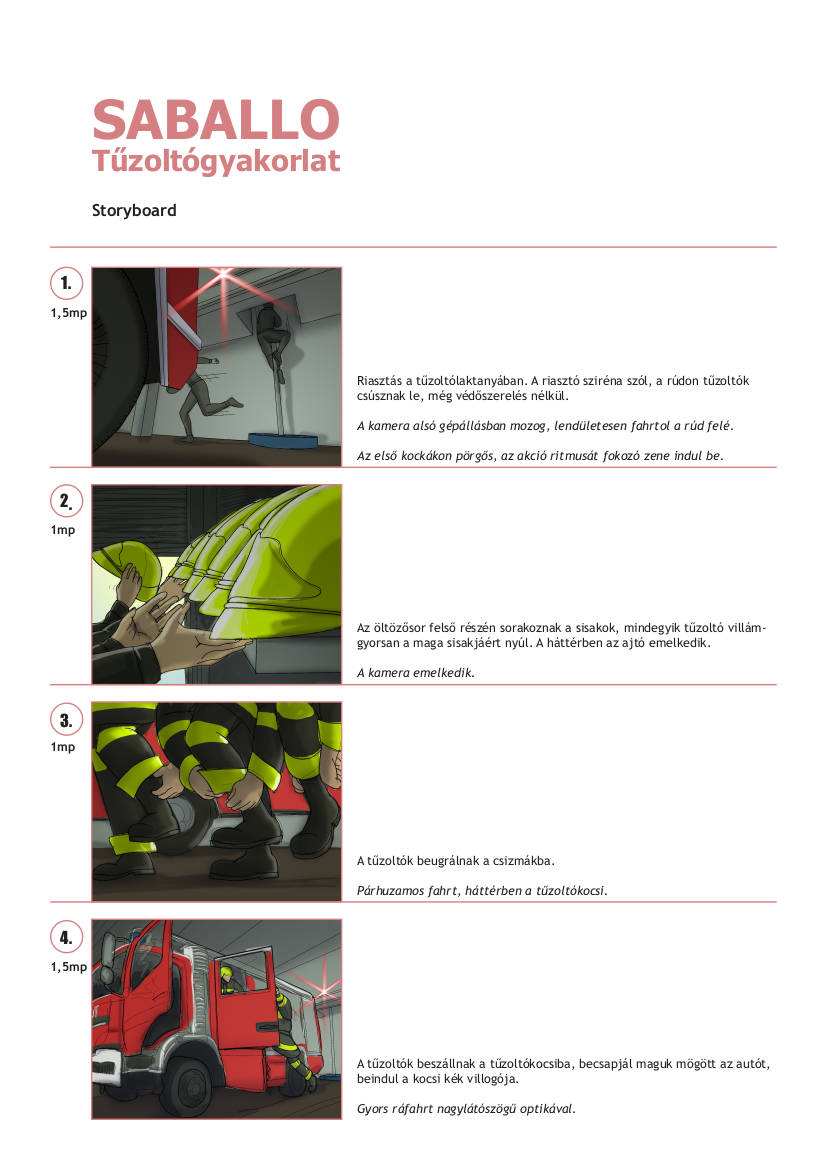 SABALLO
Tűzoltógyakorlat
Storyboard
1.
1,5mp
Riasztás a tűzoltólaktanyában. A riasztó sziréna szól, a rúdon tűzoltók
csúsznak le, még védőszerelés nélkül.
A kamera alsó gépállásban mozog, lendületesen fahrtol a rúd felé.
Az első kockákon pörgős, az akció ritmusát fokozó zene indul be.
2.
1mp
Az öltözősor felső részén sorakoznak a sisakok, mindegyik tűzoltó villám-
gyorsan a maga sisakjáért nyúl. A háttérben az ajtó emelkedik.
A kamera emelkedik.
3.
1mp
A tűzoltók beugrálnak a csizmákba.
Párhuzamos fahrt, háttérben a tűzoltókocsi.
4.
1,5mp
A tűzoltók beszállnak a tűzoltókocsiba, becsapjál maguk mögött az autót,
beindul a kocsi kék villogója.
Gyors ráfahrt nagylátószögű optikával.